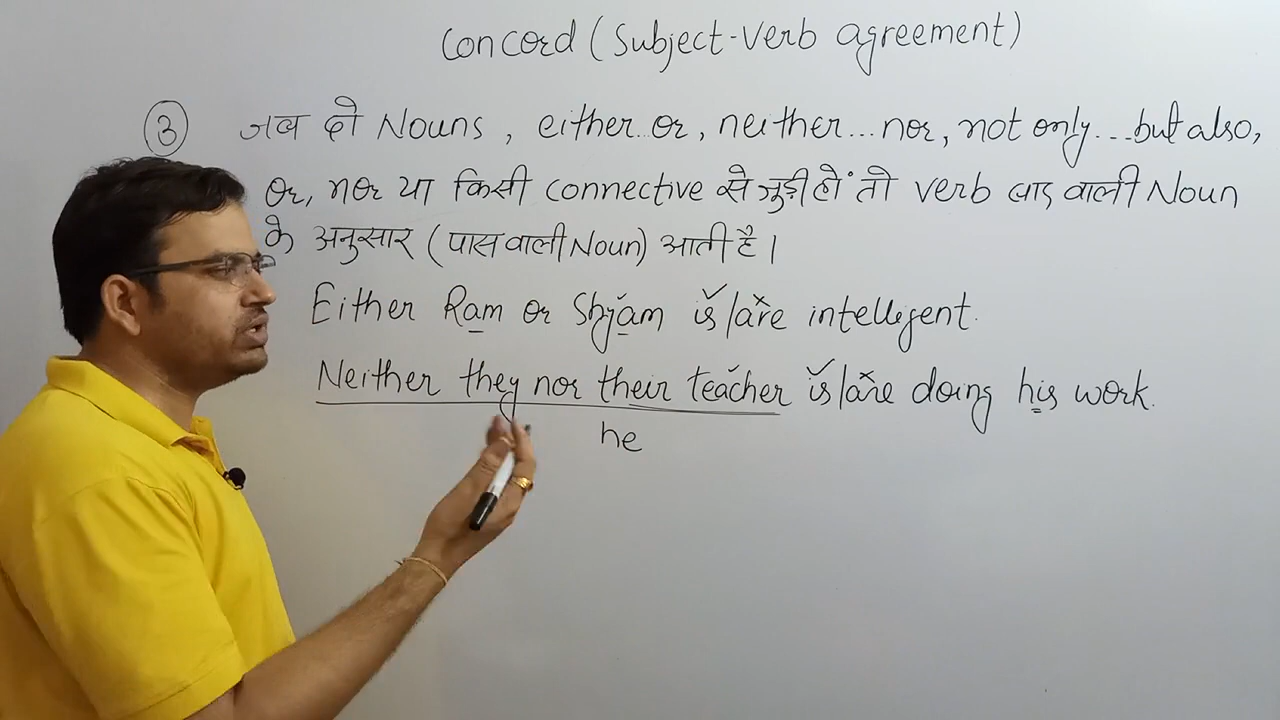 Concord (Subject-Verb agreement)
③ जब दो Nouns, either...or, neither...nor, not only...but also,
or, nor या किसी connective से जुड़ी हों तो verb बाद वाली Noun
के अनुसार (पास वाली Noun) आती है।
Either Ram or Shyam is/are intelligent.
Neither they nor their teacher is/are doing his work.
he